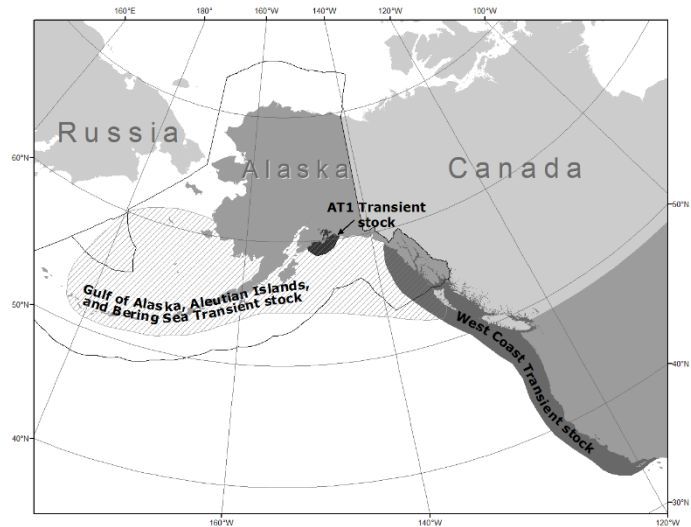 160°E
180°
160°W
140°W
120°W
100°W
Russia
Alaska
Canada
60°N
50°N
AT1 Transient
stock
Gulf of Alaska, Aleutian Islands,
and Bering Sea Transient stock
50°N
West Coast Transient stock
40°N
40°N
30°N
160°W
140°W
120°W